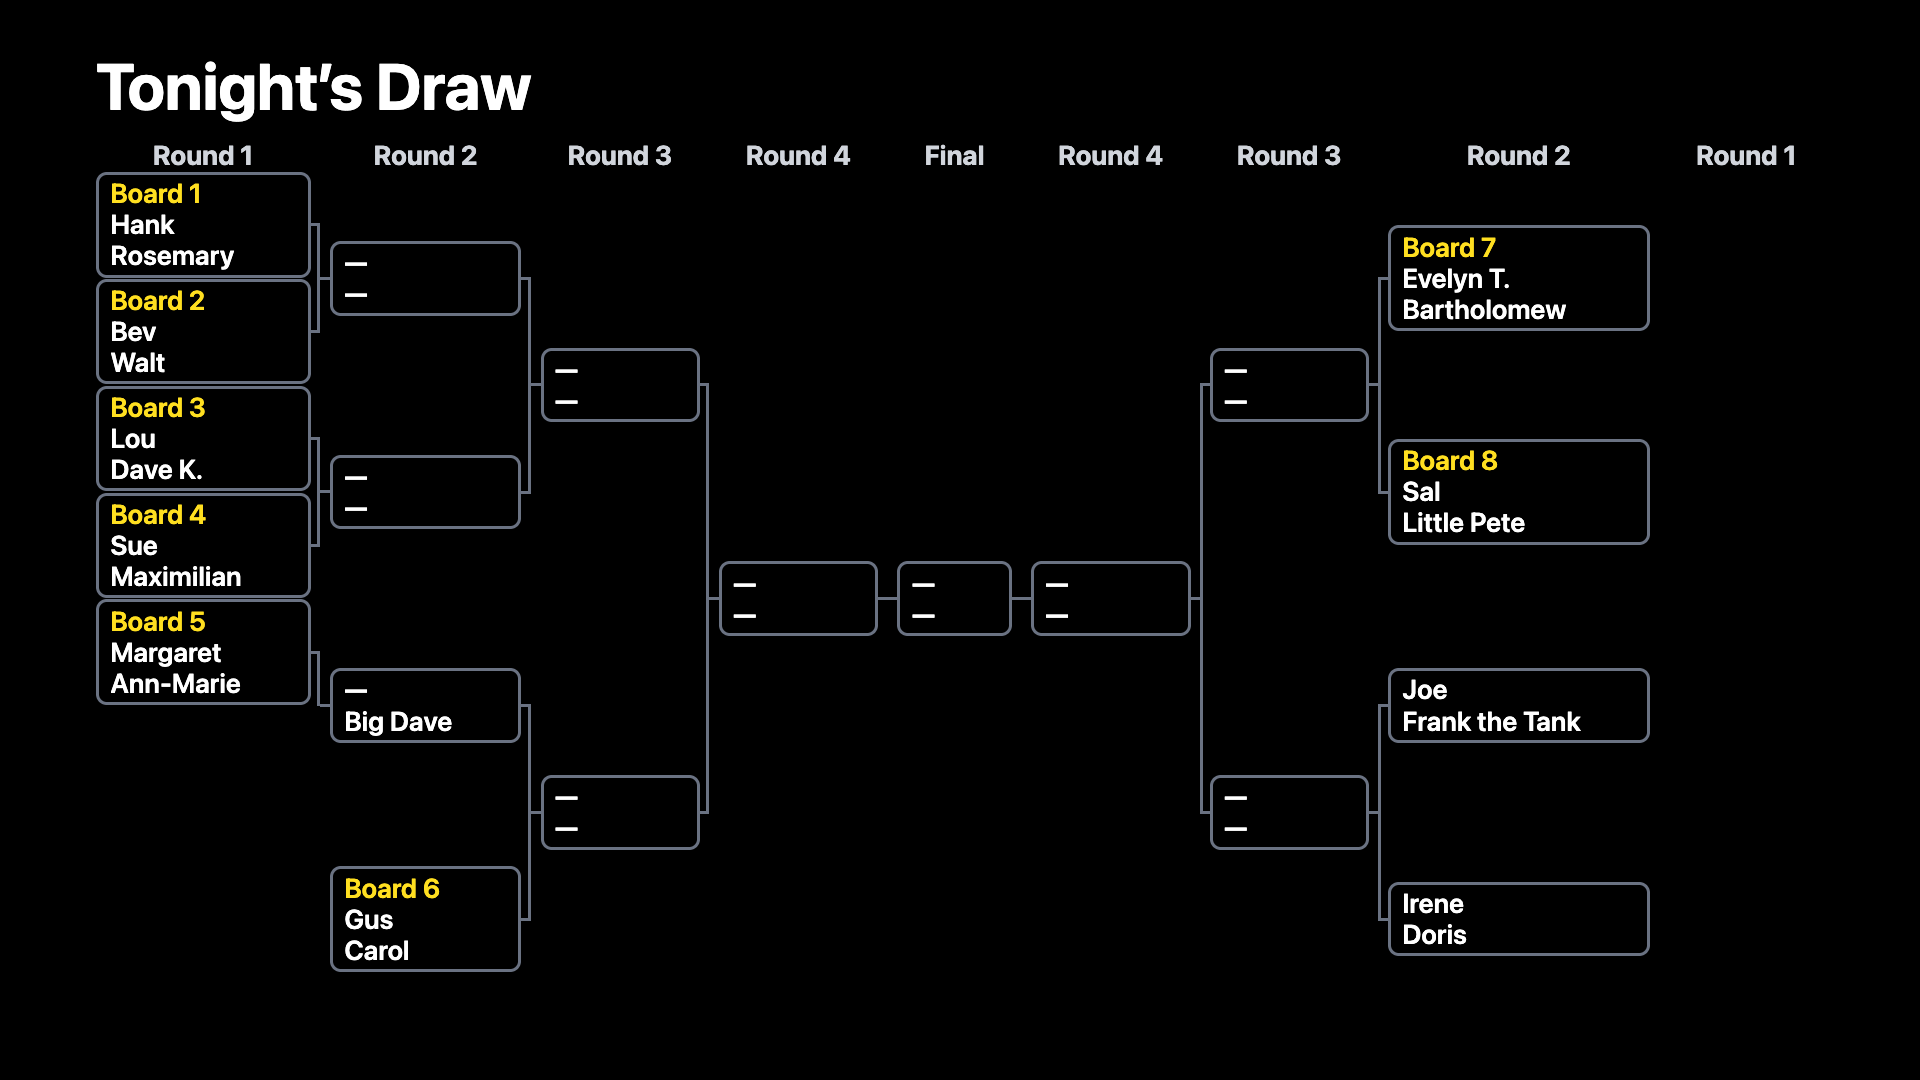 Tonight's Draw
Round 1
Round 2
Round 3
Round 4
Final
Round 4
Round 3
Round 2
Round 1
Board 1
Hank
Rosemary
Board 2
Bev
Walt
Board 3
Lou
Dave K.
Board 4
Sue
Maximilian
Board 5
Margaret
Ann-Marie
—
—
—
—
—
Big Dave
Board 6
Gus
Carol
—
—
—
—
—
—
—
—
—
—
—
—
—
—
Board 7
Evelyn T.
Bartholomew
Board 8
Sal
Little Pete
Joe
Frank the Tank
Irene
Doris